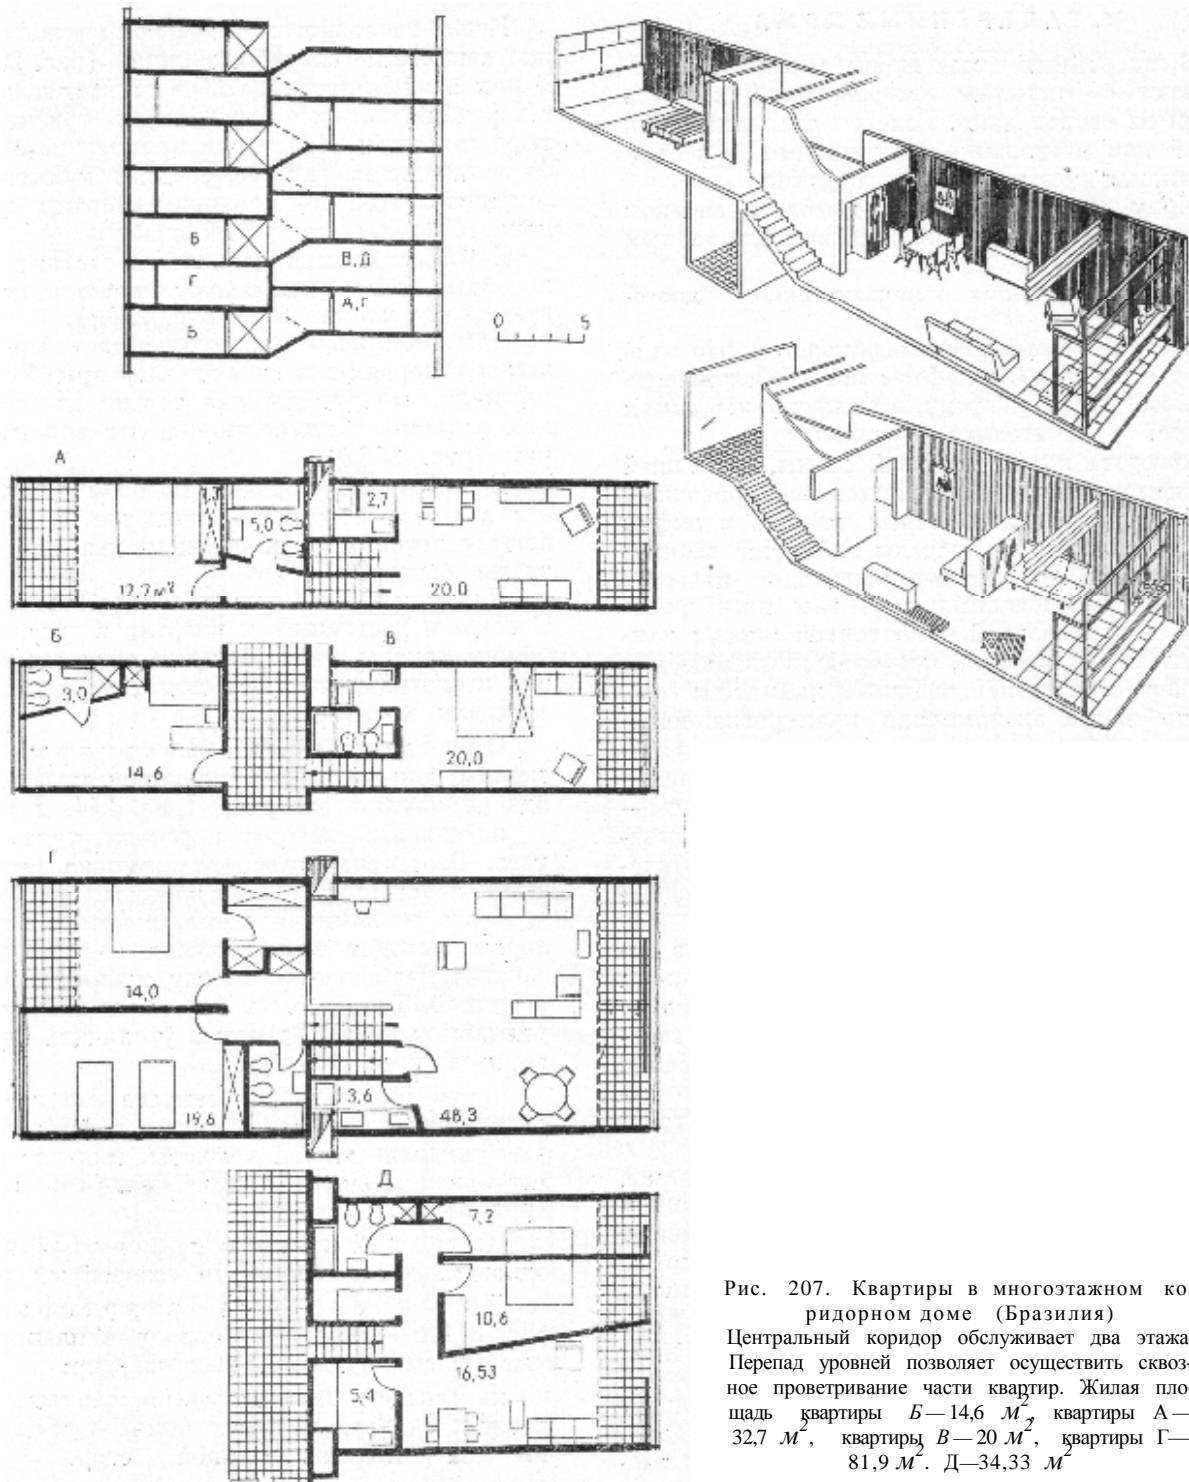 Б
Г
Б
В,Д
А,Г
0 5
А
1,3
5,0
2,7
12,7 м²
20.0
Б
В
3,0
14,6
20,0
Г
14,0
19,6
3,6
48,3
Д
7,2
10,6
16,53
5,4
Рис. 207. Квартиры в многоэтажном ко
ридорном доме (Бразилия)
Центральный коридор обслуживает два этажа
Перепад уровней позволяет осуществить сквоз-
ное проветривание части квартир. Жилая пло-
щадь квартиры Б—14,6 м², квартиры А—
32,7 м², квартиры В—20 м², квартиры Г—
81,9 м². Д—34,33 м²